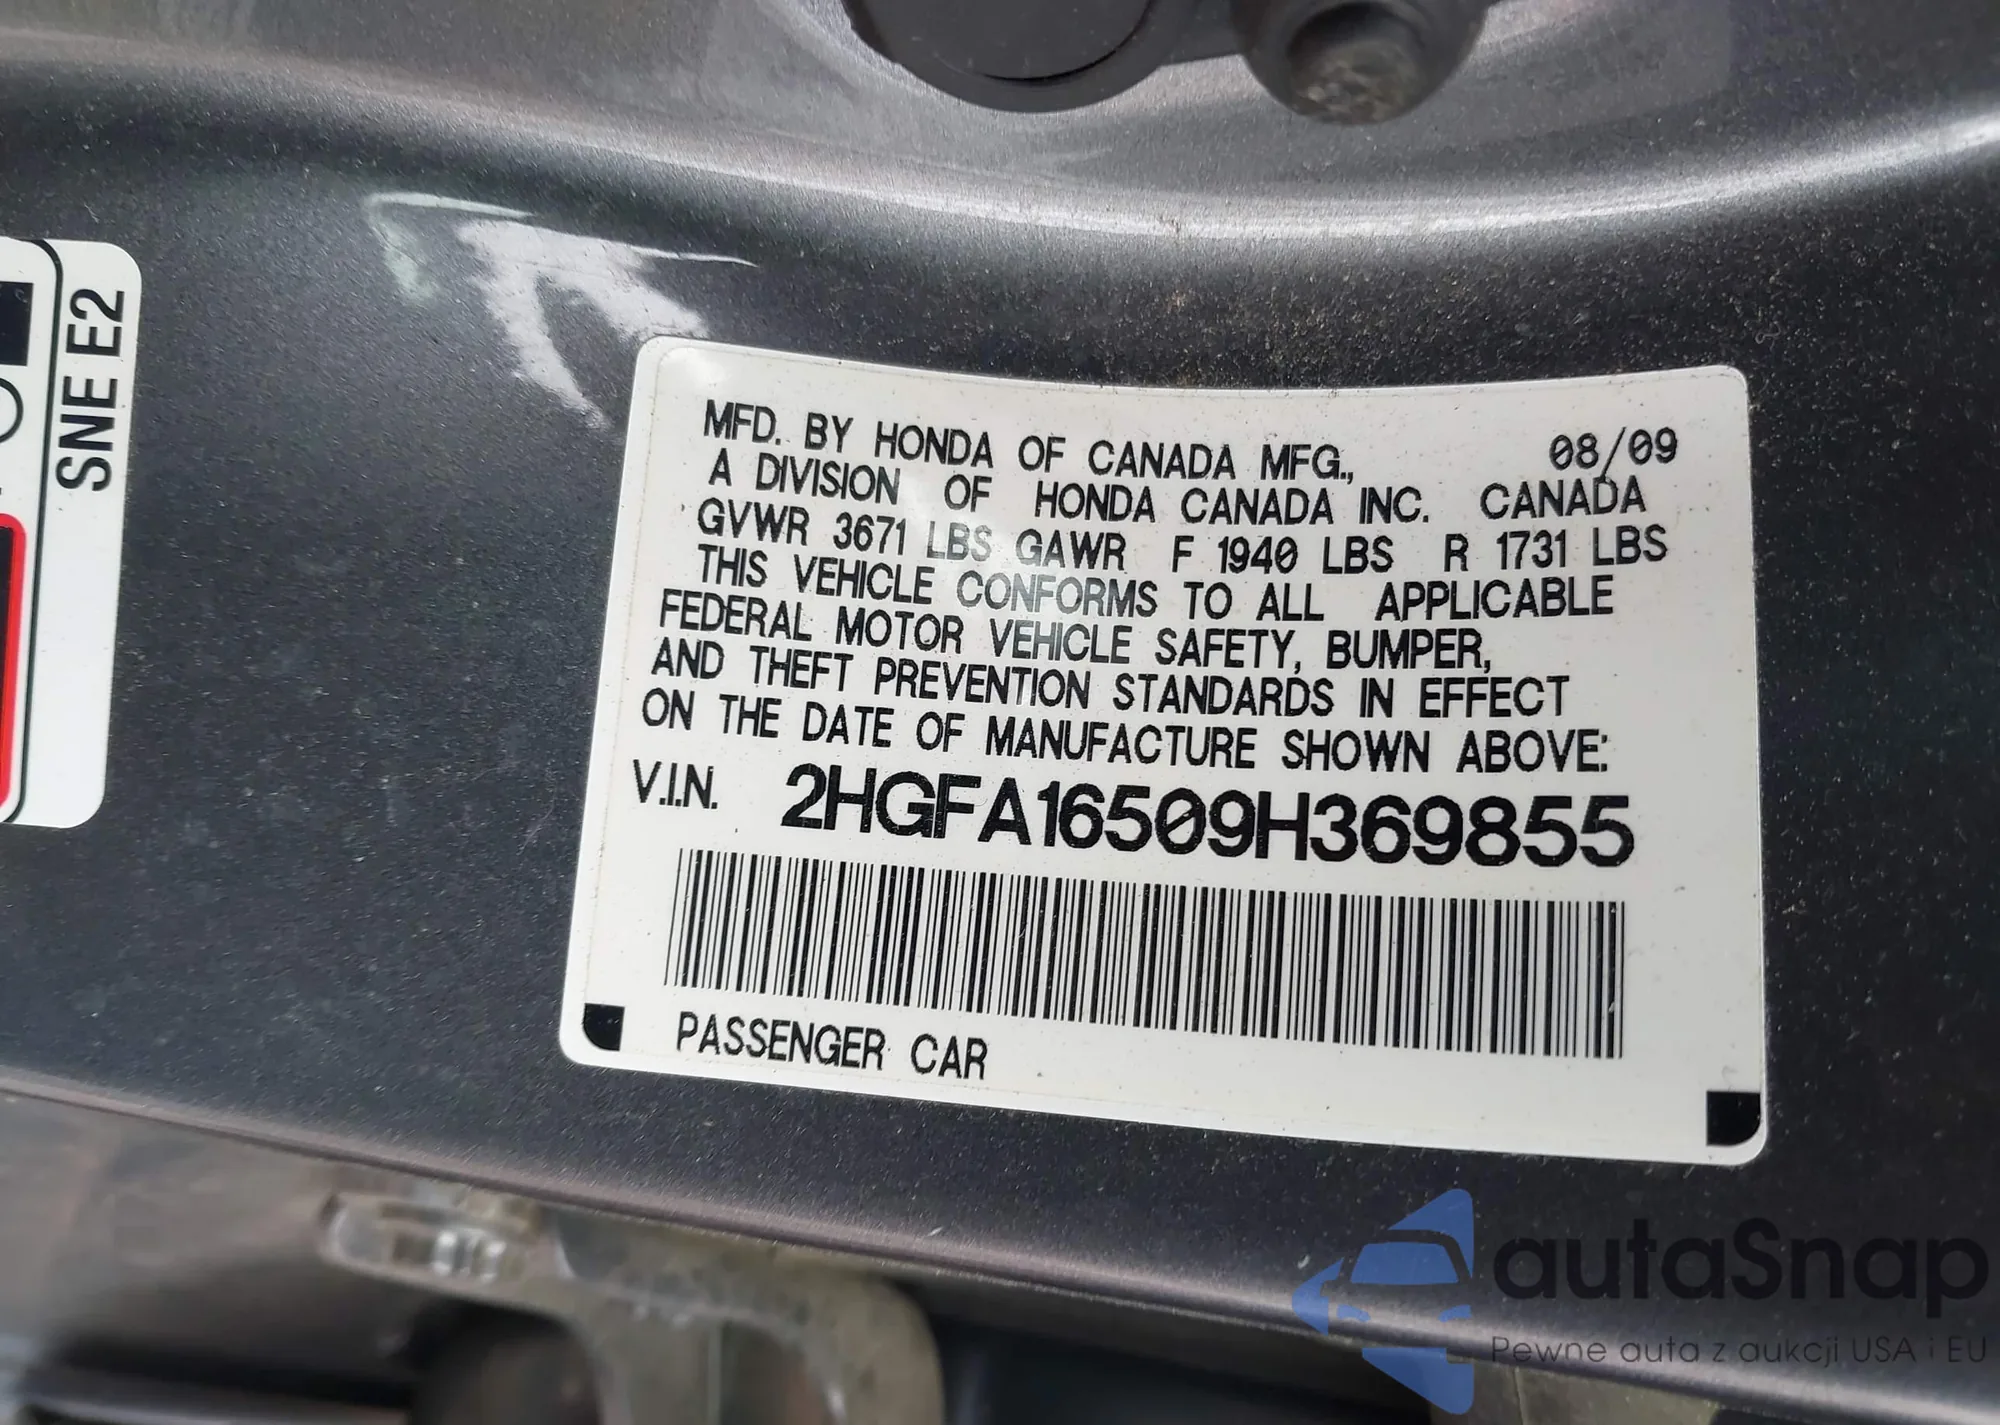 SNE E2
MFD. BY HONDA OF CANADA MFG., 08/09
A DIVISION OF HONDA CANADA INC. CANADA
GVWR 3671 LBS GAWR F 1940 LBS R 1731 LBS
THIS VEHICLE CONFORMS TO ALL APPLICABLE
FEDERAL MOTOR VEHICLE SAFETY, BUMPER,
AND THEFT PREVENTION STANDARDS IN EFFECT
ON THE DATE OF MANUFACTURE SHOWN ABOVE:
V.I.N. 2HGFA16509H369855
PASSENGER CAR
autaSnap
Pewne auta z aukcji USA i EU